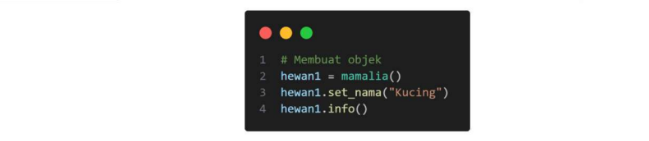 1 # Membuat objek
2 hewan1 = mamalia()
3 hewan1.set_nama("Kucing")
4 hewan1.info()